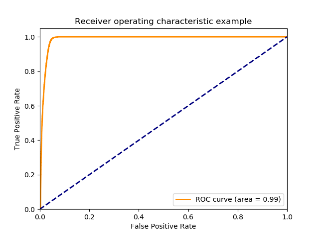 Receiver operating characteristic example
True Positive Rate
1.0
0.8
0.6
0.4
0.2
0.0
ROC curve (area = 0.99)
0.0 0.2 0.4 0.6 0.8 1.0
False Positive Rate